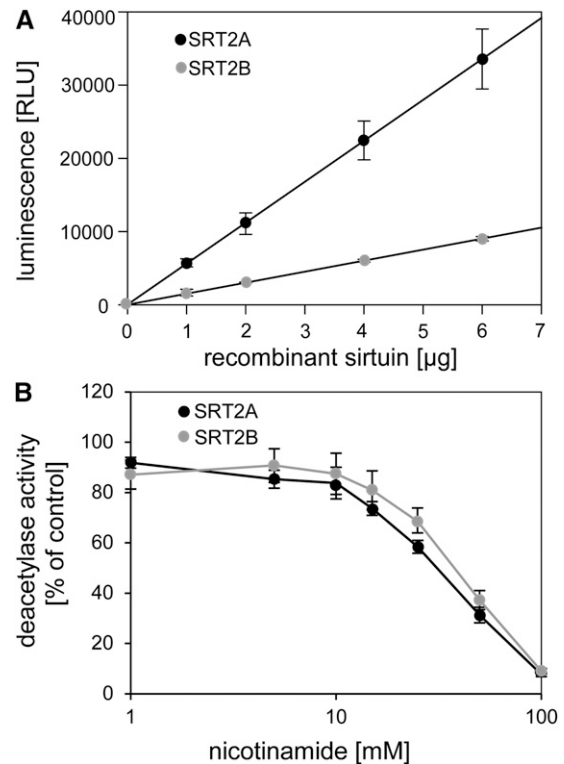 A
40000
30000
20000
10000
0
luminescence [RLU]
SRT2A
SRT2B
0 1 2 3 4 5 6 7
recombinant sirtuin [µg]
B
120
100
80
60
40
20
0
deacetylase activity
[% of control]
SRT2A
SRT2B
1 10 100
nicotinamide [mM]